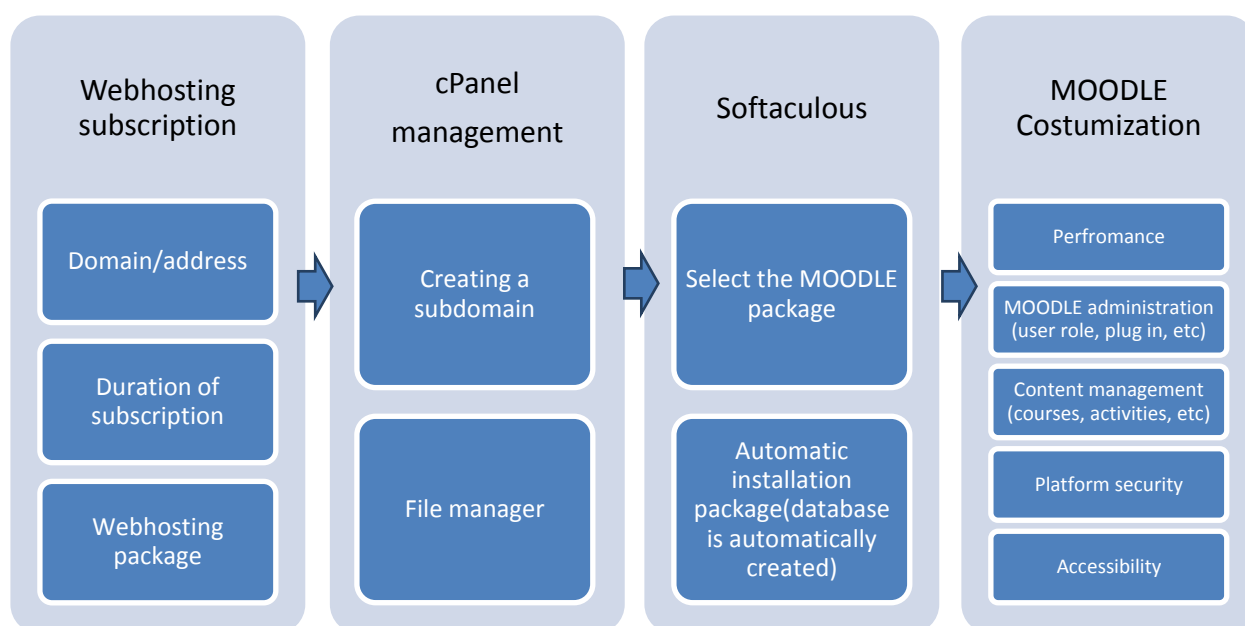 Webhosting
subscription
Domain/address
Duration of
subscription
Webhosting
package
cPanel
management
Creating a
subdomain
File manager
Softaculous
Select the MOODLE
package
Automatic
installation
package(database
is automatically
created)
MOODLE
Costumization
Perfromance
MOODLE administration
(user role, plug in, etc)
Content management
(courses, activities, etc)
Platform security
Accessibility